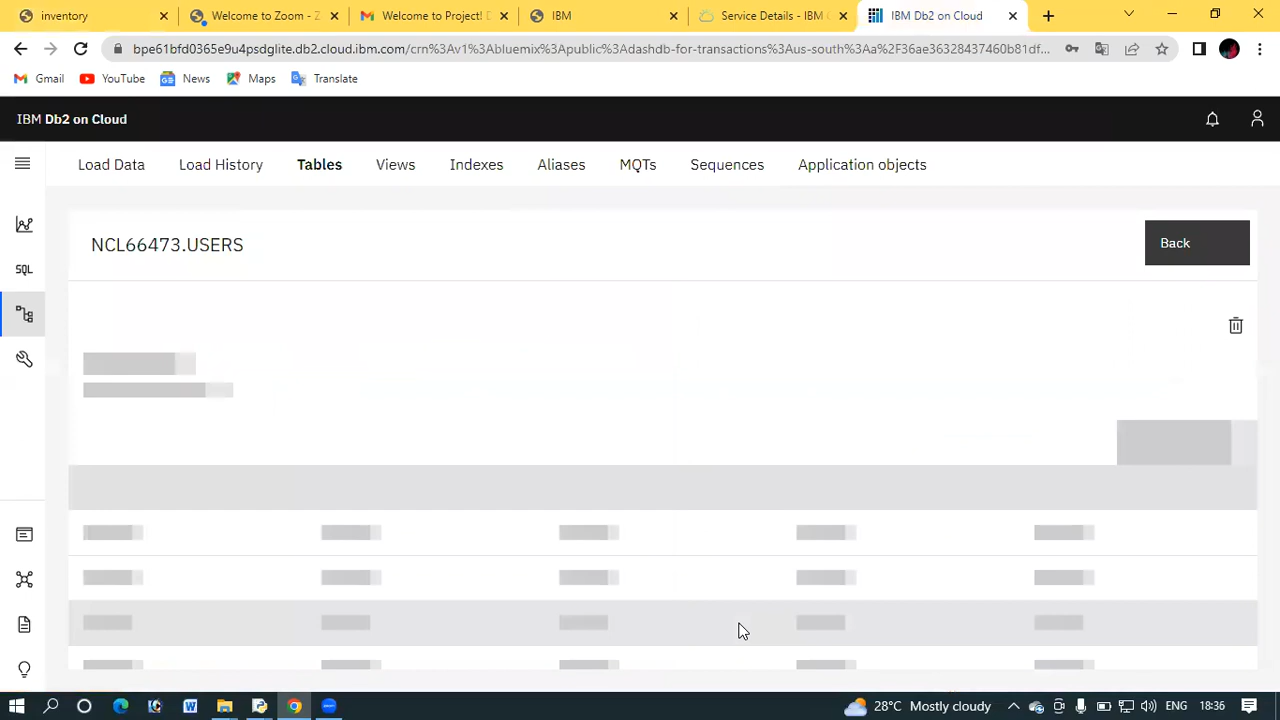 inventory
Welcome to Zoom - Z
Welcome to Project! D
IBM
Service Details - IBM C
IBM Db2 on Cloud
bpe61bfd0365e9u4psdglite.db2.cloud.ibm.com/crn%3Av1%3Abluemix%3Apublic%3Adashdb-for-transactions%3Aus-south%3Aa%2F36ae36328437460b81df...
Gmail
YouTube
News
Maps
Translate
IBM Db2 on Cloud
Load Data
Load History
Tables
Views
Indexes
Aliases
MQTs
Sequences
Application objects
SQL
NCL66473.USERS
Back
28°C Mostly cloudy
ENG
18:36